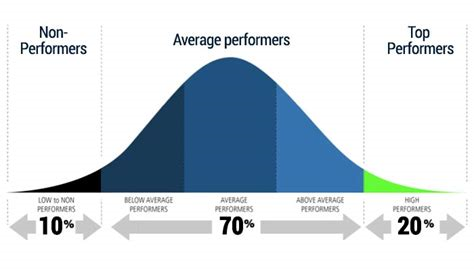 Non-
Performers
Average performers
Top
Performers
LOW to NON
PERFORMERS
BELOW AVERAGE
PERFORMERS
AVERAGE
PERFORMERS
ABOVE AVERAGE
PERFORMERS
HIGH
PERFORMERS
10%
70%
20%